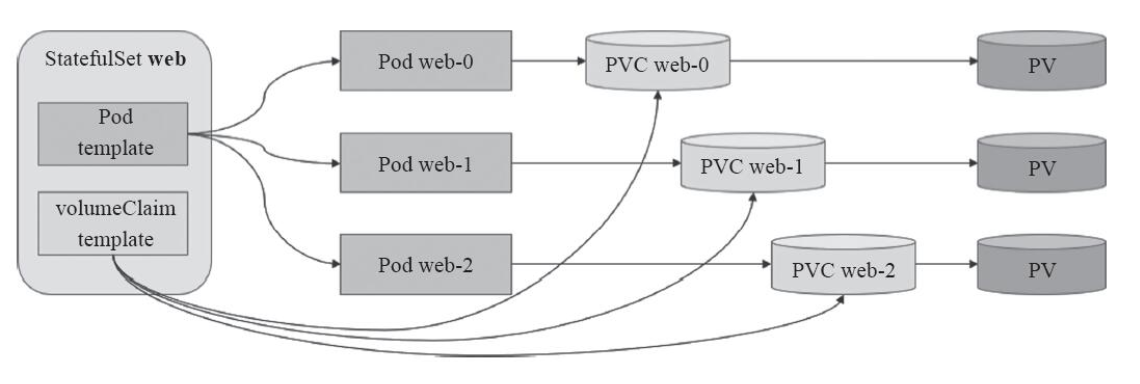 StatefulSet web
Pod
template
volumeClaim
template
Pod web-0
PVC web-0
PV
Pod web-1
PVC web-1
PV
Pod web-2
PVC web-2
PV